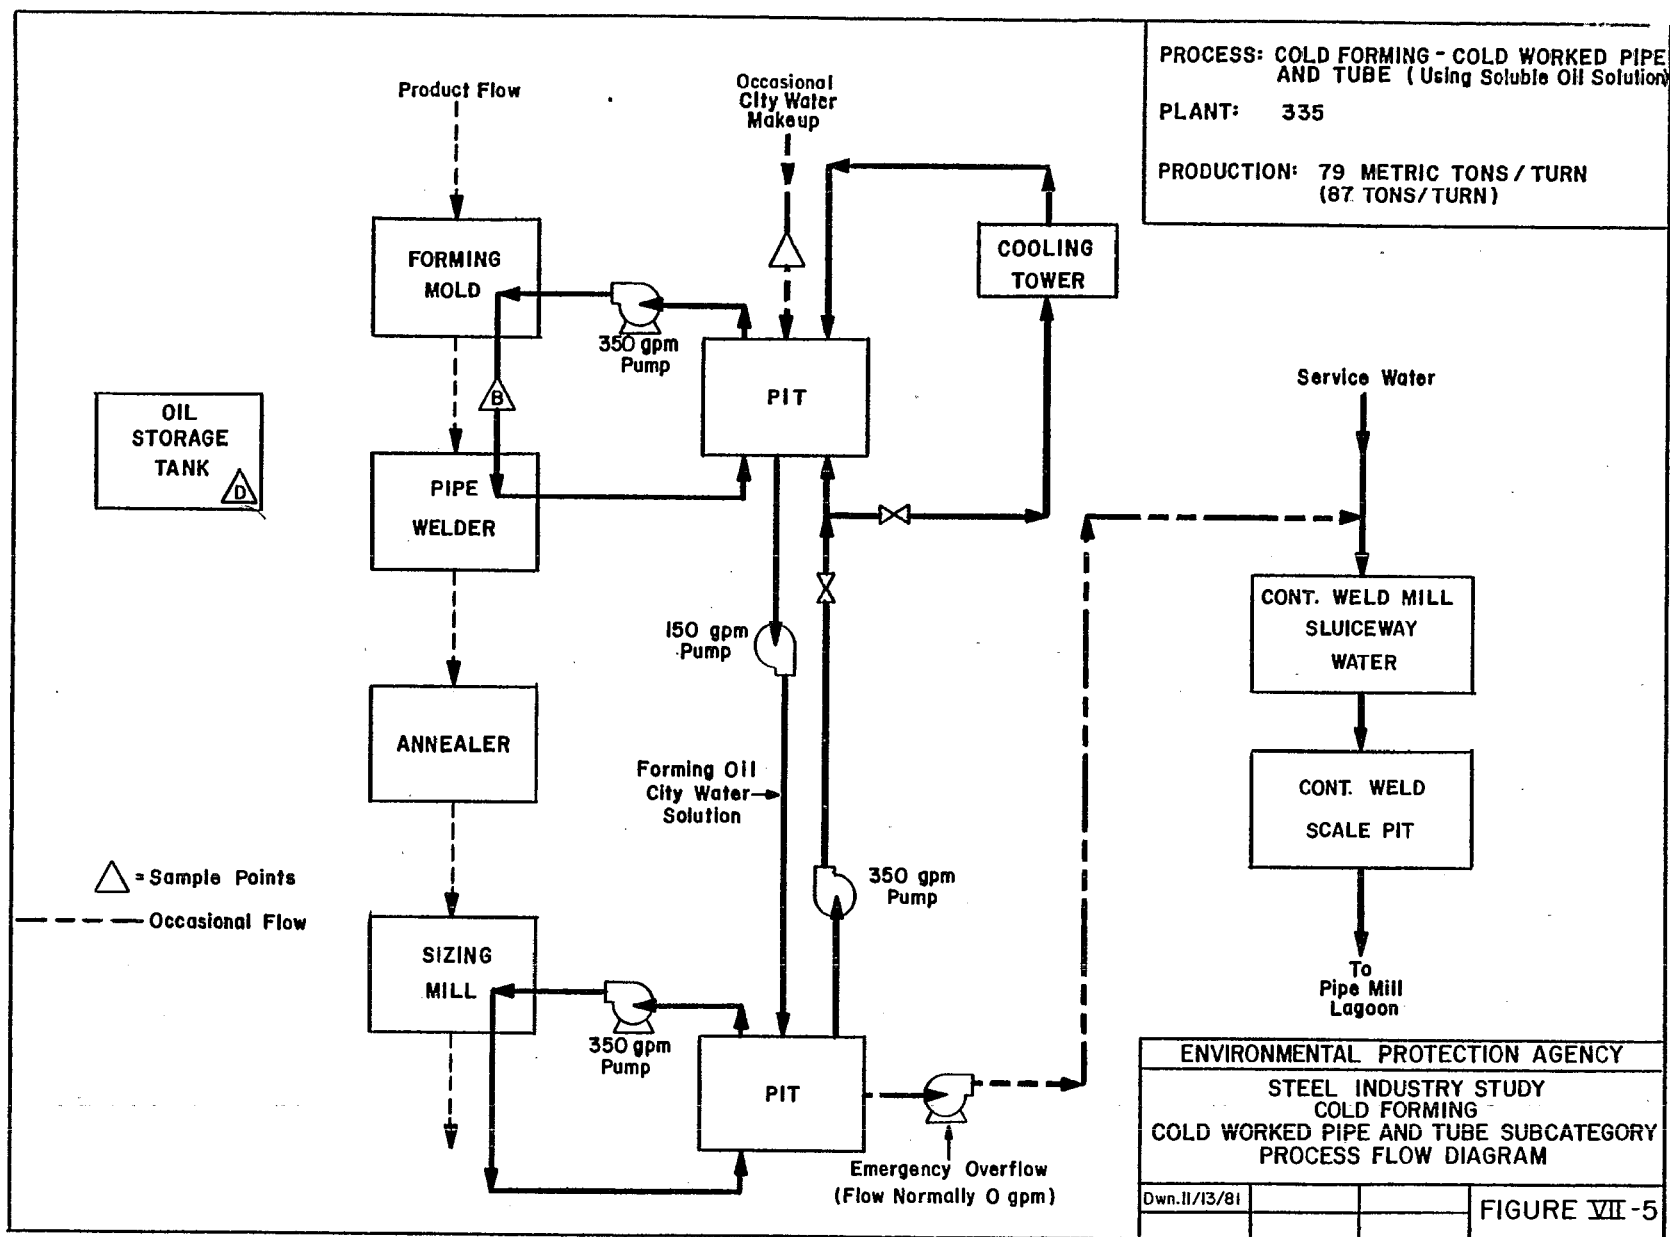 PROCESS: COLD FORMING - COLD WORKED PIPE
AND TUBE (Using Soluble Oil Solution)
PLANT: 335
PRODUCTION: 79 METRIC TONS / TURN
(87 TONS/TURN)
Product Flow
Occasional
City Water
Makeup
FORMING
MOLD
COOLING
TOWER
350 gpm
Pump
PIT
Service Water
B
OIL
STORAGE
TANK
D
PIPE
WELDER
CONT. WELD MILL
SLUICEWAY
WATER
150 gpm
Pump
ANNEALER
Forming Oil
City Water
Solution
CONT. WELD
SCALE PIT
= Sample Points
Occasional Flow
350 gpm
Pump
SIZING
MILL
To
Pipe Mill
Lagoon
350 gpm
Pump
PIT
Emergency Overflow
(Flow Normally 0 gpm)
ENVIRONMENTAL PROTECTION AGENCY
STEEL INDUSTRY STUDY
COLD FORMING
COLD WORKED PIPE AND TUBE SUBCATEGORY
PROCESS FLOW DIAGRAM
Dwn.11/13/81
FIGURE VII-5